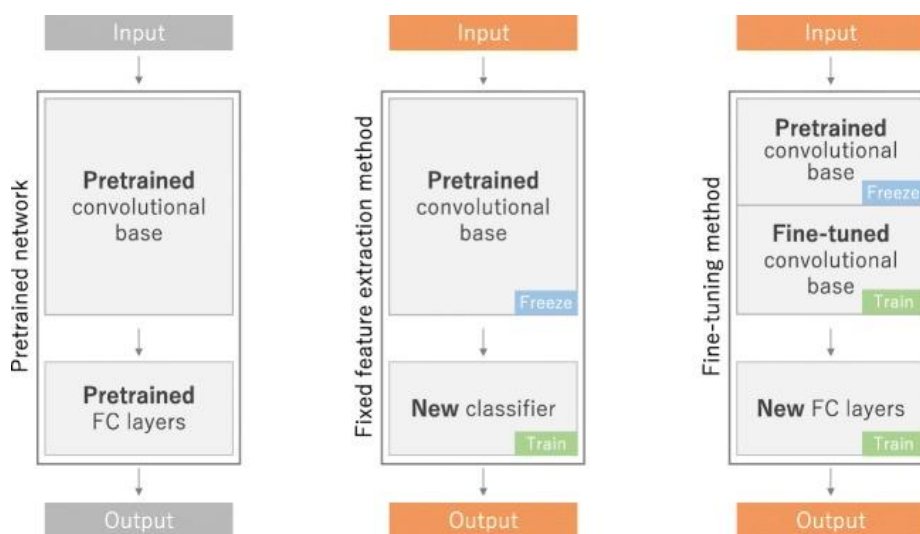 Input
Pretrained network
Pretrained
convolutional
base
Pretrained
FC layers
Output
Input
Fixed feature extraction method
Pretrained
convolutional
base
Freeze
New classifier
Train
Output
Input
Fine-tuning method
Pretrained
convolutional
base
Freeze
Fine-tuned
convolutional
base
Train
New FC layers
Train
Output